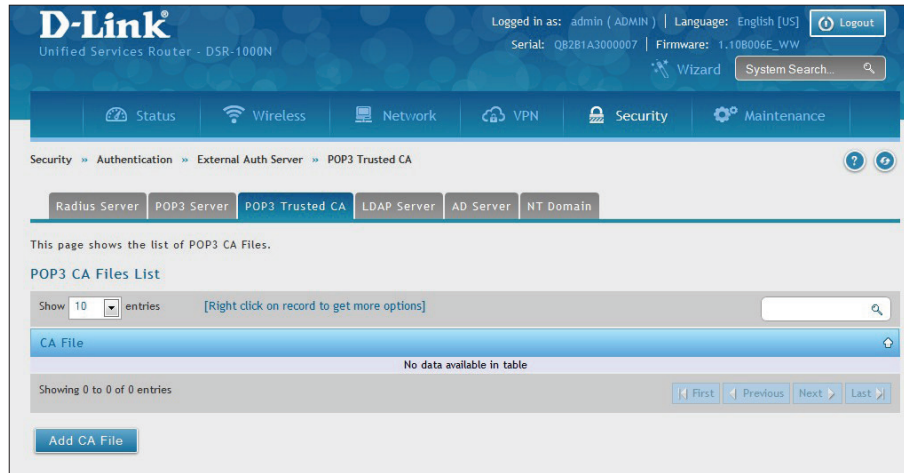 D-Link®
Unified Services Router - DSR-1000N
Logged in as: admin ( ADMIN ) | Language: English [US]
Logout
Serial: QB2B1A3000007 | Firmware: 1.10B006E_WW
Wizard
System Search...
Status
Wireless
Network
VPN
Security
Maintenance
Security » Authentication » External Auth Server » POP3 Trusted CA
?
Radius Server
POP3 Server
POP3 Trusted CA
LDAP Server
AD Server
NT Domain
This page shows the list of POP3 CA Files.
POP3 CA Files List
Show 10 entries
[Right click on record to get more options]
CA File
No data available in table
Showing 0 to 0 of 0 entries
First
Previous
Next
Last
Add CA File